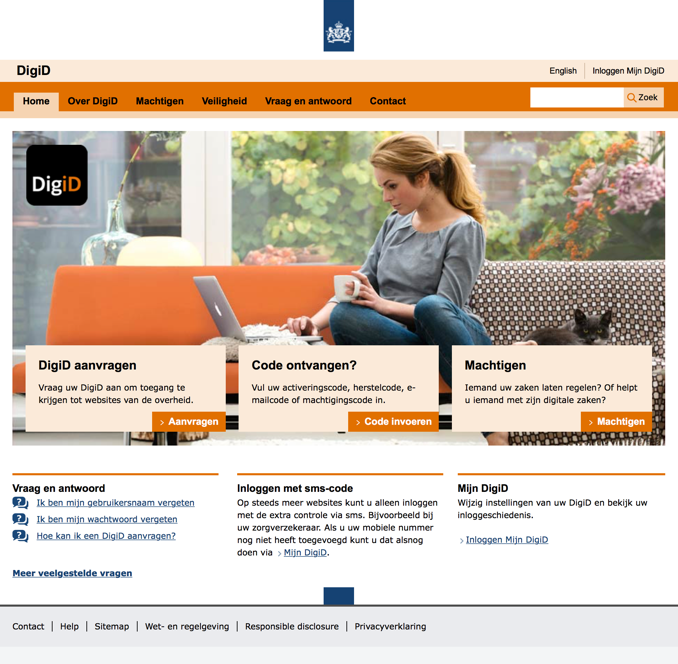 DigiD
English
Inloggen Mijn DigiD
Home
Over DigiD
Machtigen
Veiligheid
Vraag en antwoord
Contact
Zoek
DigiD
DigiD aanvragen
Vraag uw DigiD aan om toegang te
krijgen tot websites van de overheid.
Aanvragen
Code ontvangen?
Vul uw activeringscode, herstelcode, e-
mailcode of machtigingscode in.
Code invoeren
Machtigen
Iemand uw zaken laten regelen? Of helpt
u iemand met zijn digitale zaken?
Machtigen
Vraag en antwoord
? Ik ben mijn gebruikersnaam vergeten
? Ik ben mijn wachtwoord vergeten
? Hoe kan ik een DigiD aanvragen?
Meer veelgestelde vragen
Inloggen met sms-code
Op steeds meer websites kunt u alleen inloggen
met de extra controle via sms. Bijvoorbeeld bij
uw zorgverzekeraar. Als u uw mobiele nummer
nog niet heeft toegevoegd kunt u dat alsnog
doen via > Mijn DigiD.
Mijn DigiD
Wijzig instellingen van uw DigiD en bekijk uw
inloggeschiedenis.
> Inloggen Mijn DigiD
Contact | Help | Sitemap | Wet- en regelgeving | Responsible disclosure | Privacyverklaring